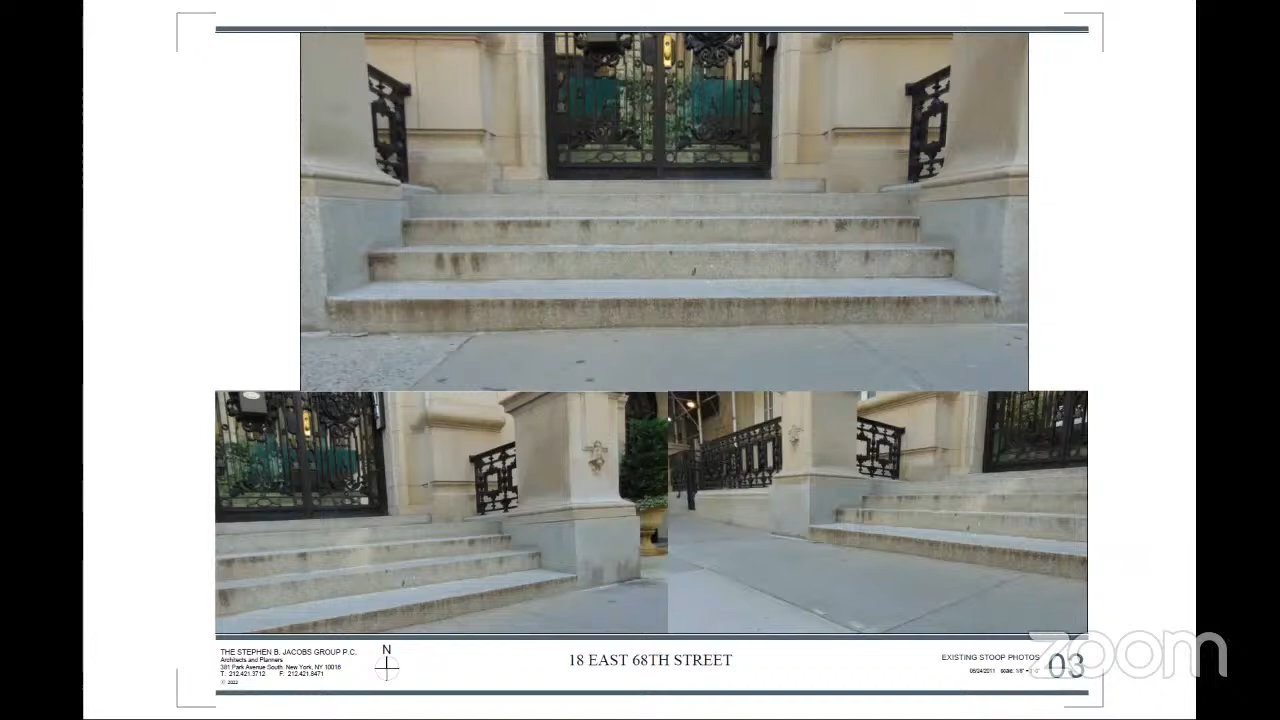 THE STEPHEN B. JACOBS GROUP P.C.
Architects and Planners
381 Park Avenue South, New York, NY 10016
T: 212.421.3712 F: 212.421.8471
© 2022
N
18 EAST 68TH STREET
EXISTING STOOP PHOTOS
03
zoom